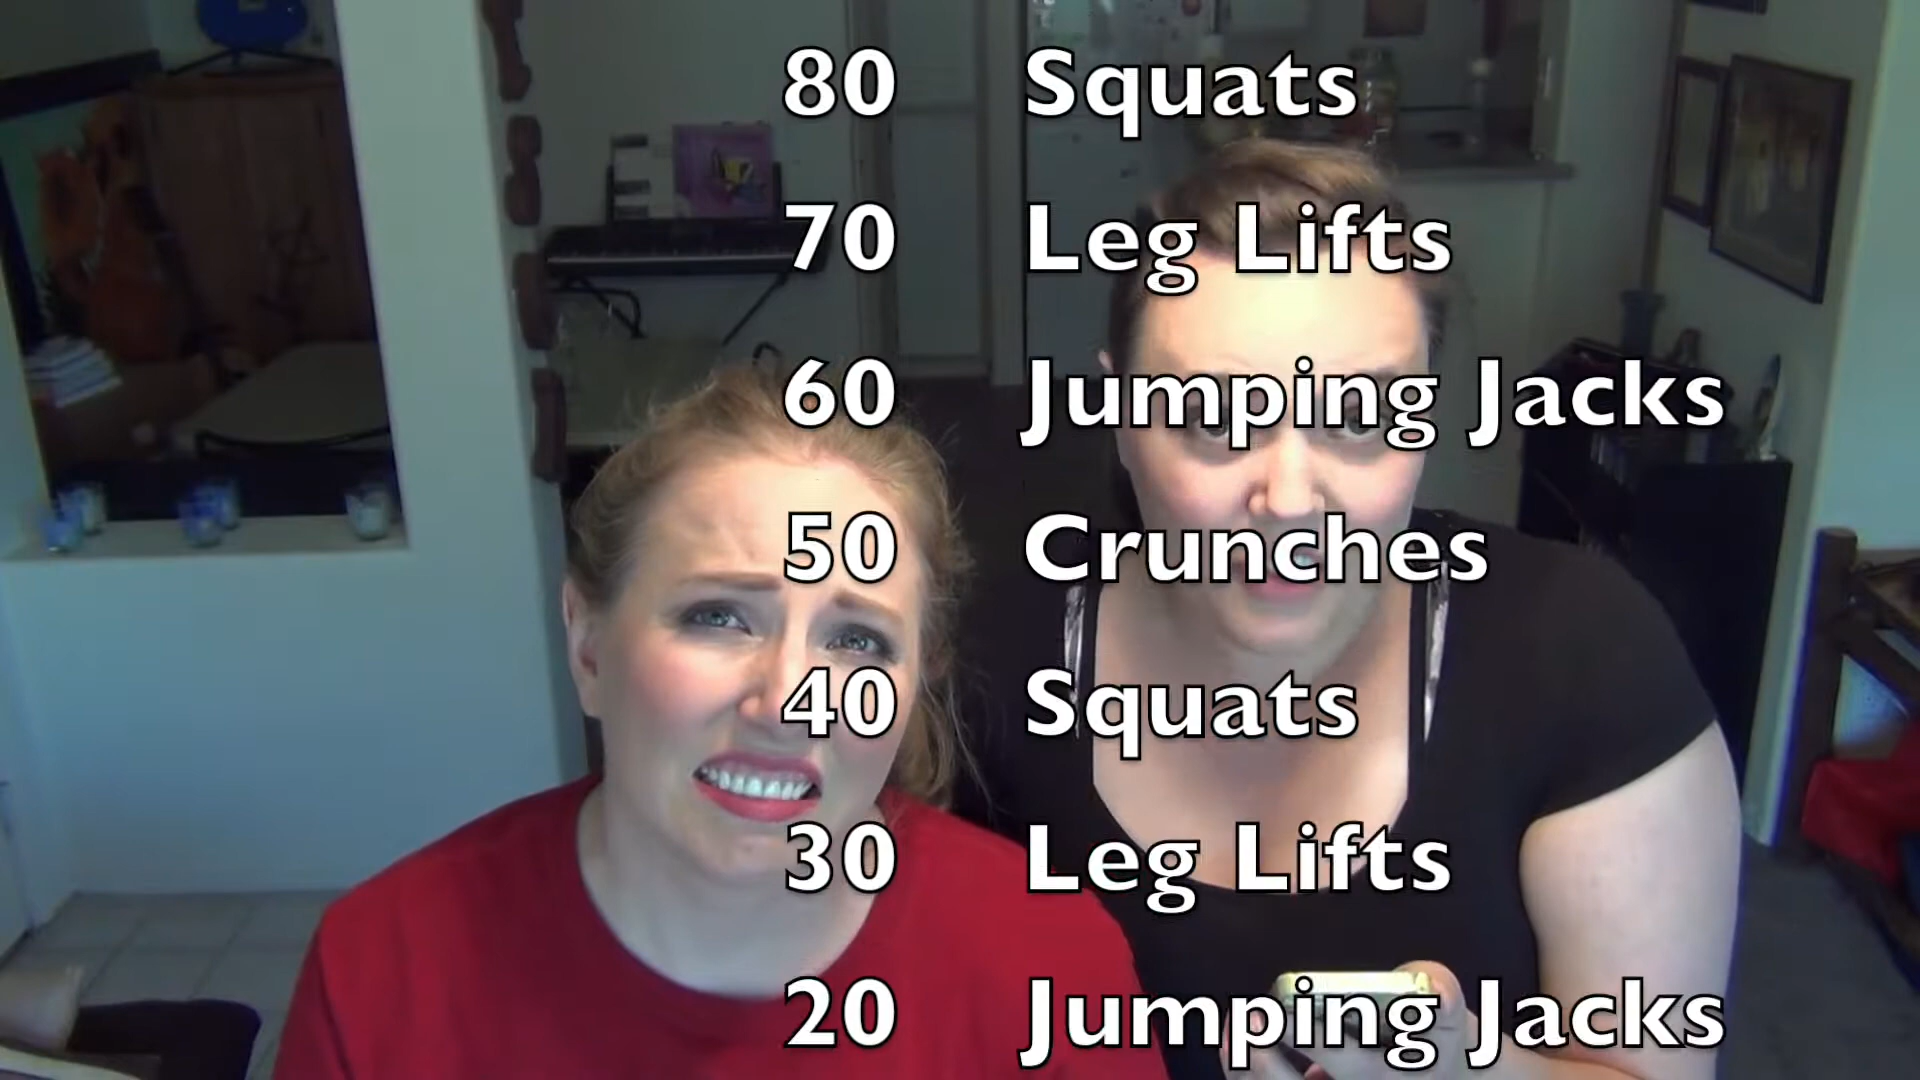 80 Squats
70 Leg Lifts
60 Jumping Jacks
50 Crunches
40 Squats
30 Leg Lifts
20 Jumping Jacks